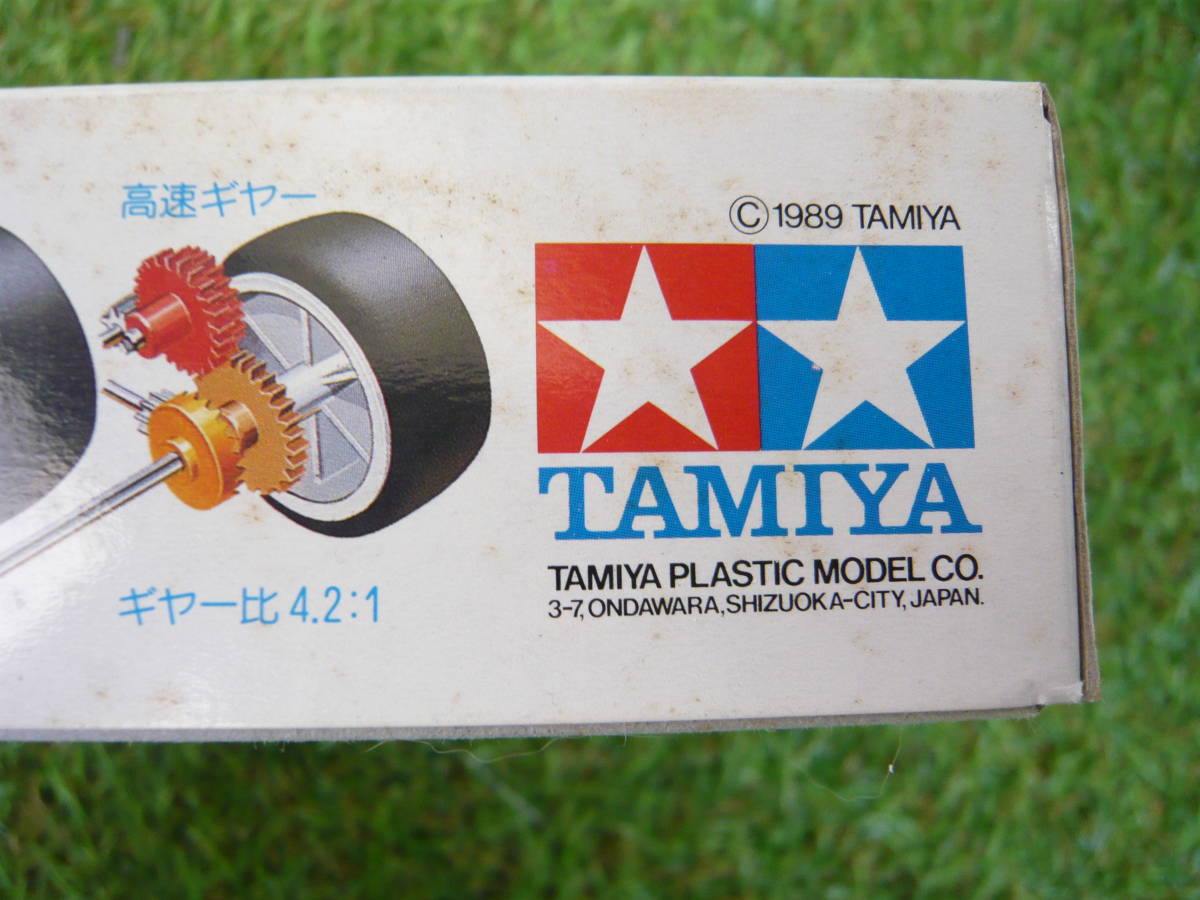 高速ギヤー
ギヤー比 4.2:1
©1989 TAMIYA
TAMIYA
TAMIYA PLASTIC MODEL CO.
3-7, ONDAWARA, SHIZUOKA-CITY, JAPAN.